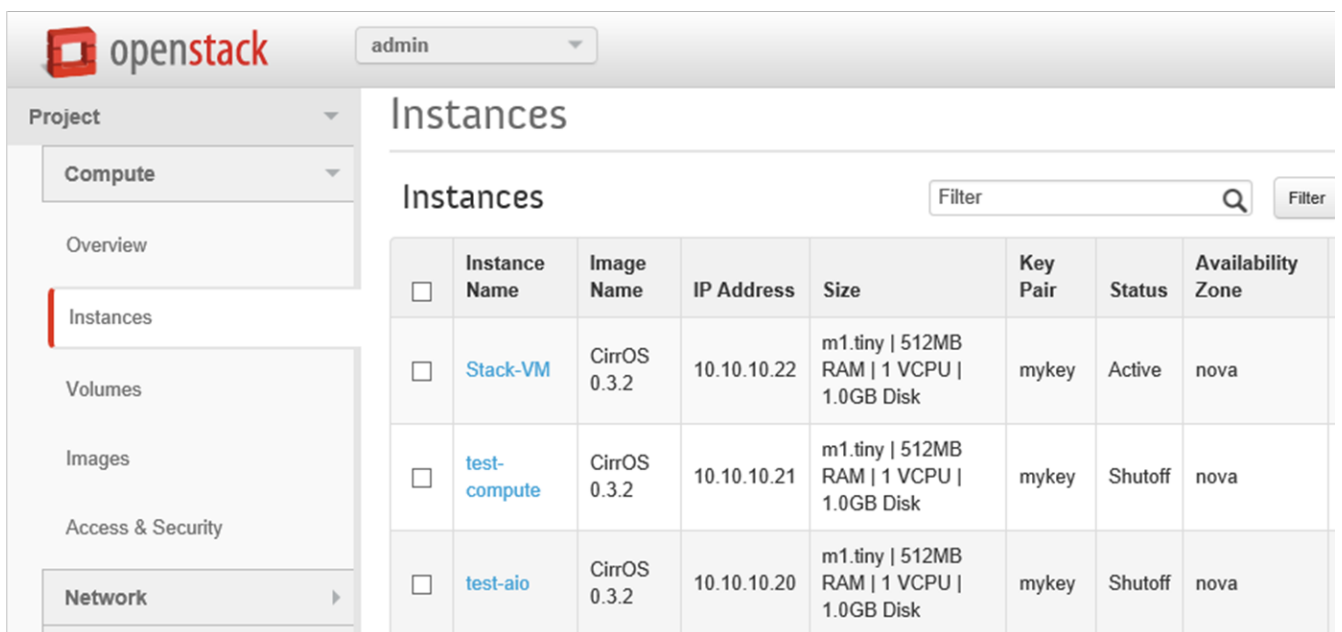 openstack
admin
Project
Compute
Overview
Instances
Volumes
Images
Access & Security
Network
Instances
Instances
Filter
Filter
Instance
Name
Image
Name
IP Address
Size
Key
Pair
Status
Availability
Zone
Stack-VM
CirrOS
0.3.2
10.10.10.22
m1.tiny | 512MB
RAM | 1 VCPU |
1.0GB Disk
mykey
Active
nova
test-
compute
CirrOS
0.3.2
10.10.10.21
m1.tiny | 512MB
RAM | 1 VCPU |
1.0GB Disk
mykey
Shutoff
nova
test-aio
CirrOS
0.3.2
10.10.10.20
m1.tiny | 512MB
RAM | 1 VCPU |
1.0GB Disk
mykey
Shutoff
nova